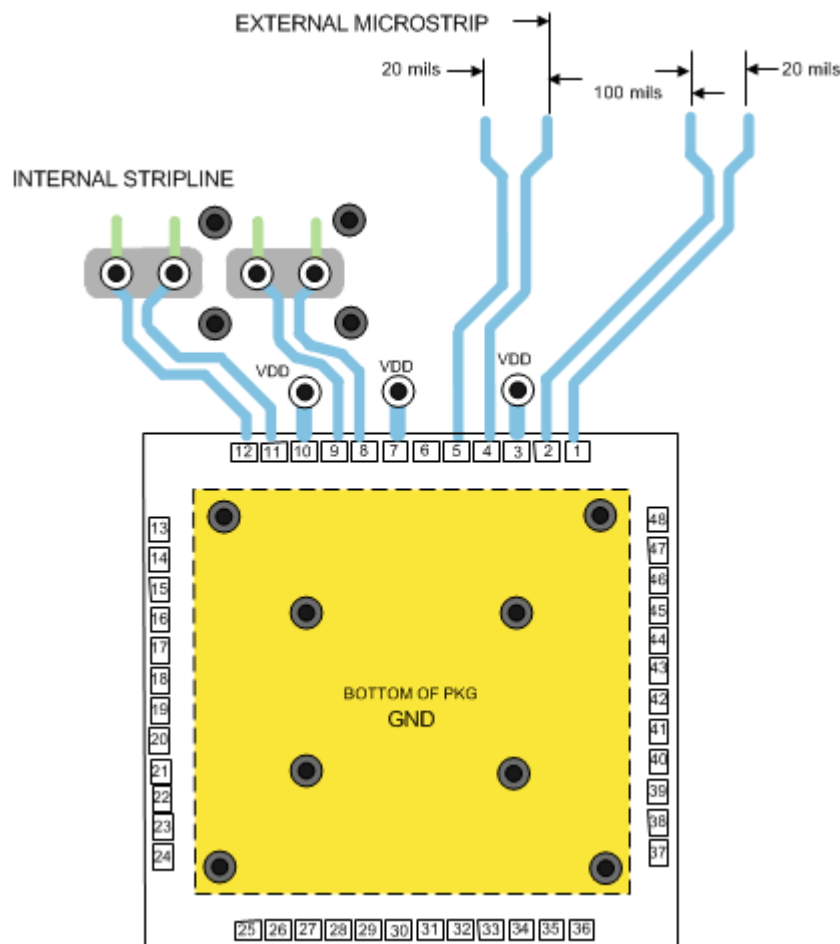 EXTERNAL MICROSTRIP
20 mils
20 mils
100 mils
INTERNAL STRIPLINE
VDD
VDD
VDD
12 11 10 9 8 7 6 5 4 3 2 1
13
14
15
16
17
18
19
20
21
22
23
24
48
47
46
45
44
43
42
41
40
39
38
37
BOTTOM OF PKG
GND
25 26 27 28 29 30 31 32 33 34 35 36